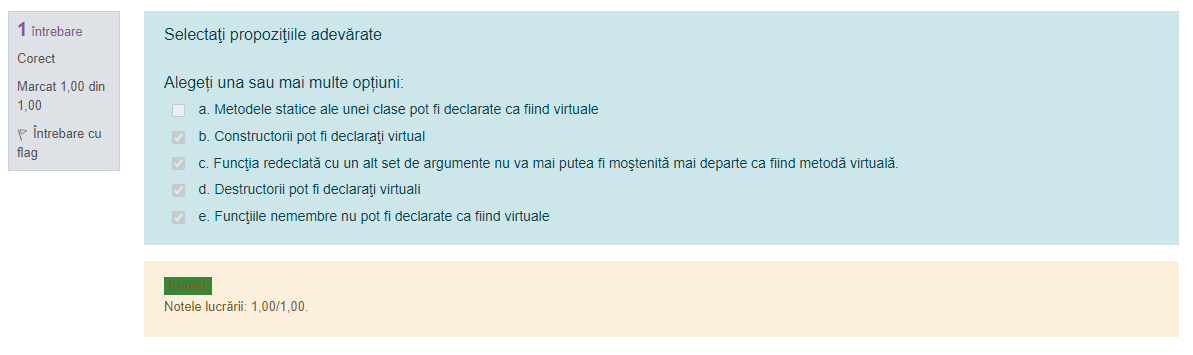 1 întrebare
Corect
Marcat 1,00 din
1,00
Întrebare cu
flag
Selectaţi propoziţiile adevărate
Alegeți una sau mai multe opțiuni:
a. Metodele statice ale unei clase pot fi declarate ca fiind virtuale
b. Constructorii pot fi declaraţi virtual
c. Funcţia redeclată cu un alt set de argumente nu va mai putea fi moştenită mai departe ca fiind metodă virtuală.
d. Destructorii pot fi declaraţi virtuali
e. Funcţiile nemembre nu pot fi declarate ca fiind virtuale
Corect
Notele lucrării: 1,00/1,00.